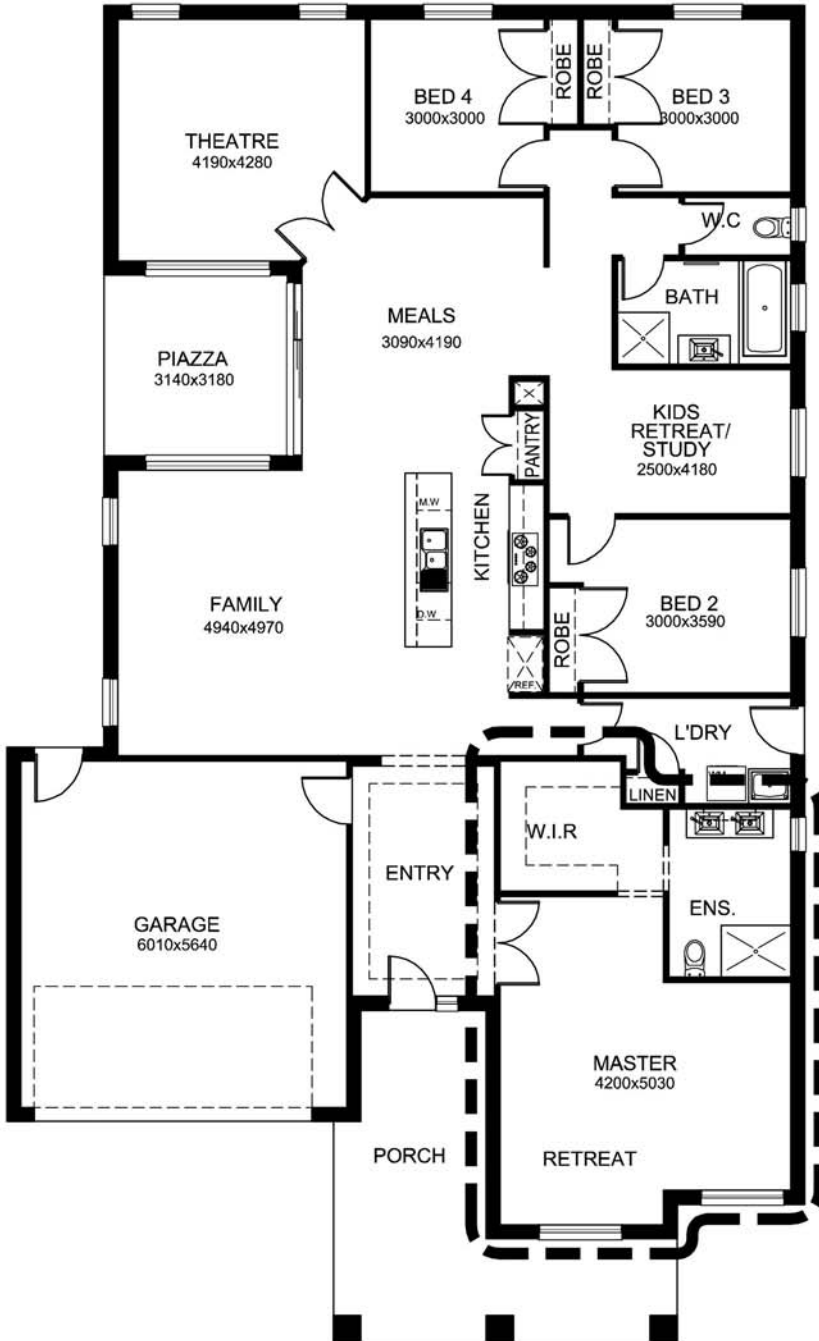 BED 4
3000x3000
ROBE
ROBE
BED 3
3000x3000
THEATRE
4190x4280
W.C
BATH
MEALS
3090x4190
PIAZZA
3140x3180
X
PANTRY
KIDS
RETREAT/
STUDY
2500x4180
M.W
KITCHEN
D.W
FAMILY
4940x4970
BED 2
3000x3590
ROBE
REF.
L'DRY
LINEN
W.I.R
ENTRY
ENS.
GARAGE
6010x5640
MASTER
4200x5030
PORCH
RETREAT